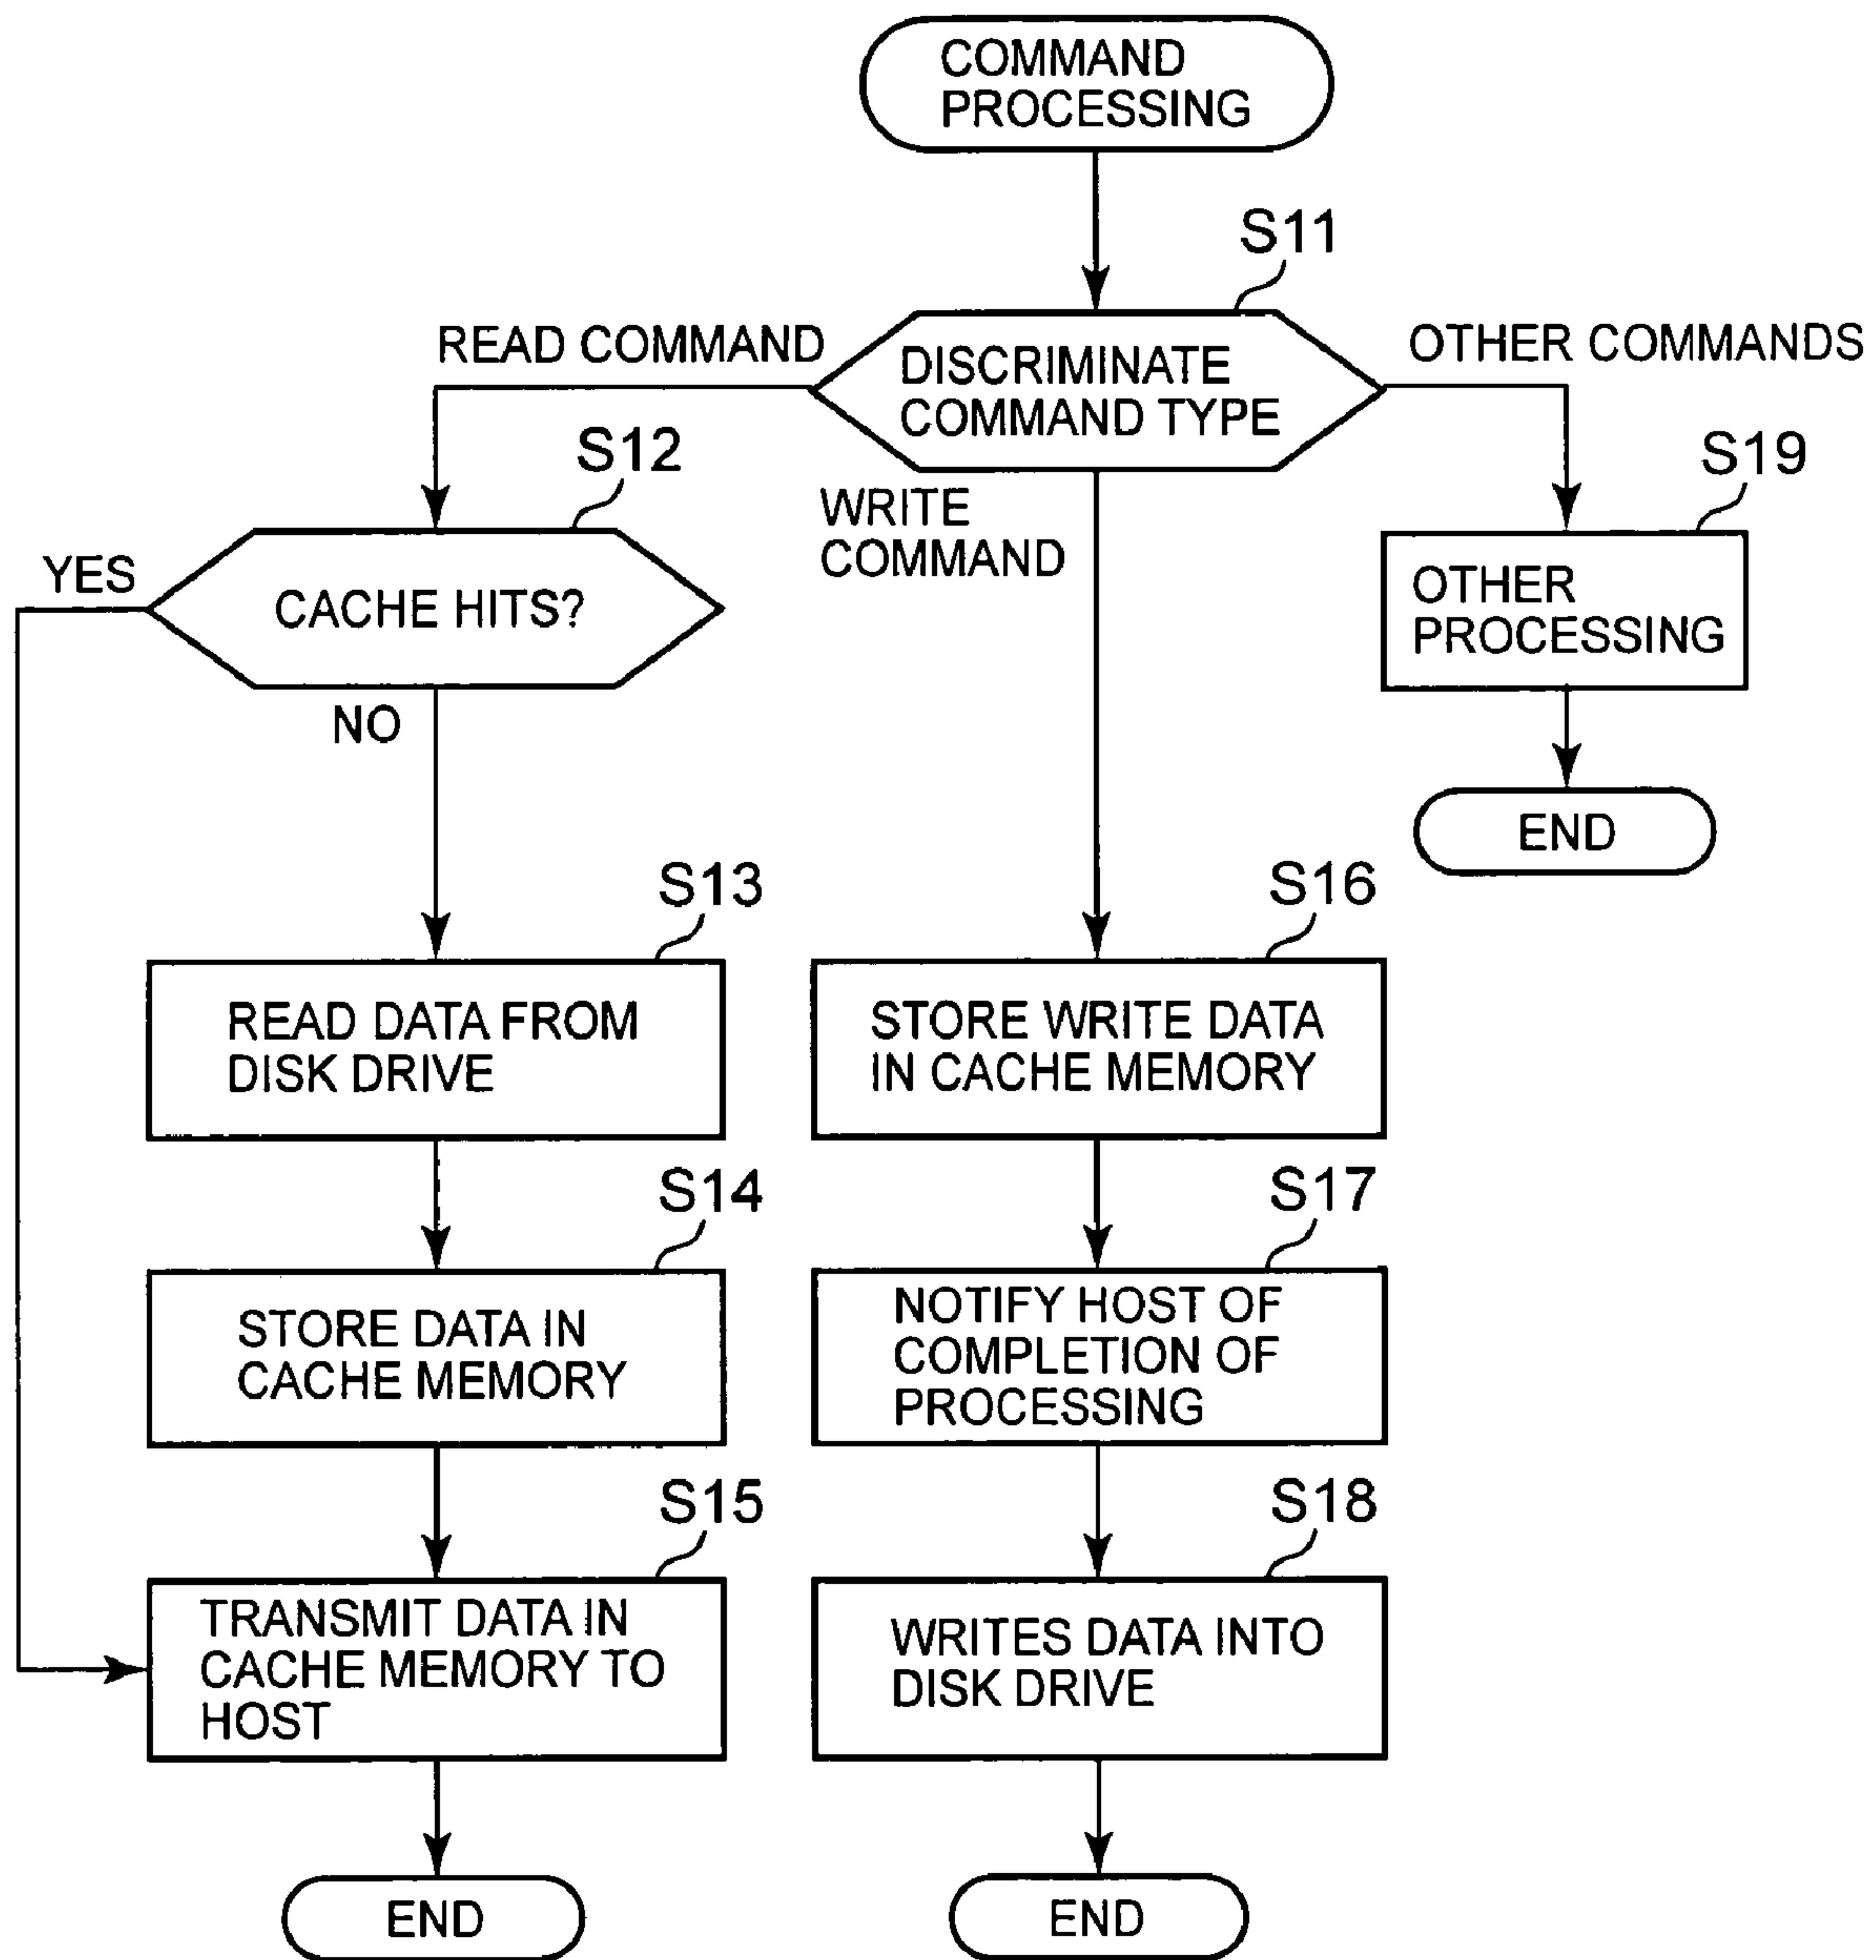 COMMAND
PROCESSING
S11
READ COMMAND
DISCRIMINATE
COMMAND TYPE
OTHER COMMANDS
S12
WRITE
COMMAND
S19
YES
CACHE HITS?
OTHER
PROCESSING
NO
END
S13
READ DATA FROM
DISK DRIVE
S16
STORE WRITE DATA
IN CACHE MEMORY
S14
STORE DATA IN
CACHE MEMORY
S17
NOTIFY HOST OF
COMPLETION OF
PROCESSING
S15
TRANSMIT DATA IN
CACHE MEMORY TO
HOST
S18
WRITES DATA INTO
DISK DRIVE
END
END